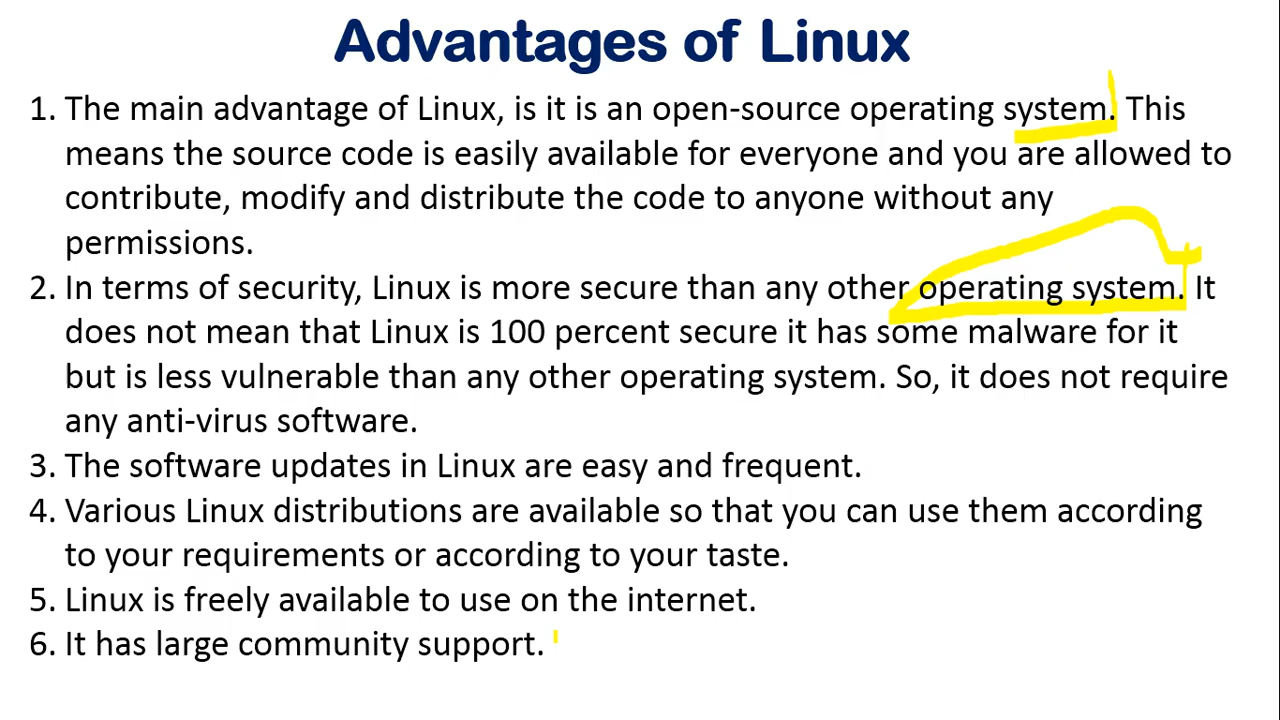 Advantages of Linux
1. The main advantage of Linux, is it is an open-source operating system. This
means the source code is easily available for everyone and you are allowed to
contribute, modify and distribute the code to anyone without any
permissions.
2. In terms of security, Linux is more secure than any other operating system. It
does not mean that Linux is 100 percent secure it has some malware for it
but is less vulnerable than any other operating system. So, it does not require
any anti-virus software.
3. The software updates in Linux are easy and frequent.
4. Various Linux distributions are available so that you can use them according
to your requirements or according to your taste.
5. Linux is freely available to use on the internet.
6. It has large community support.